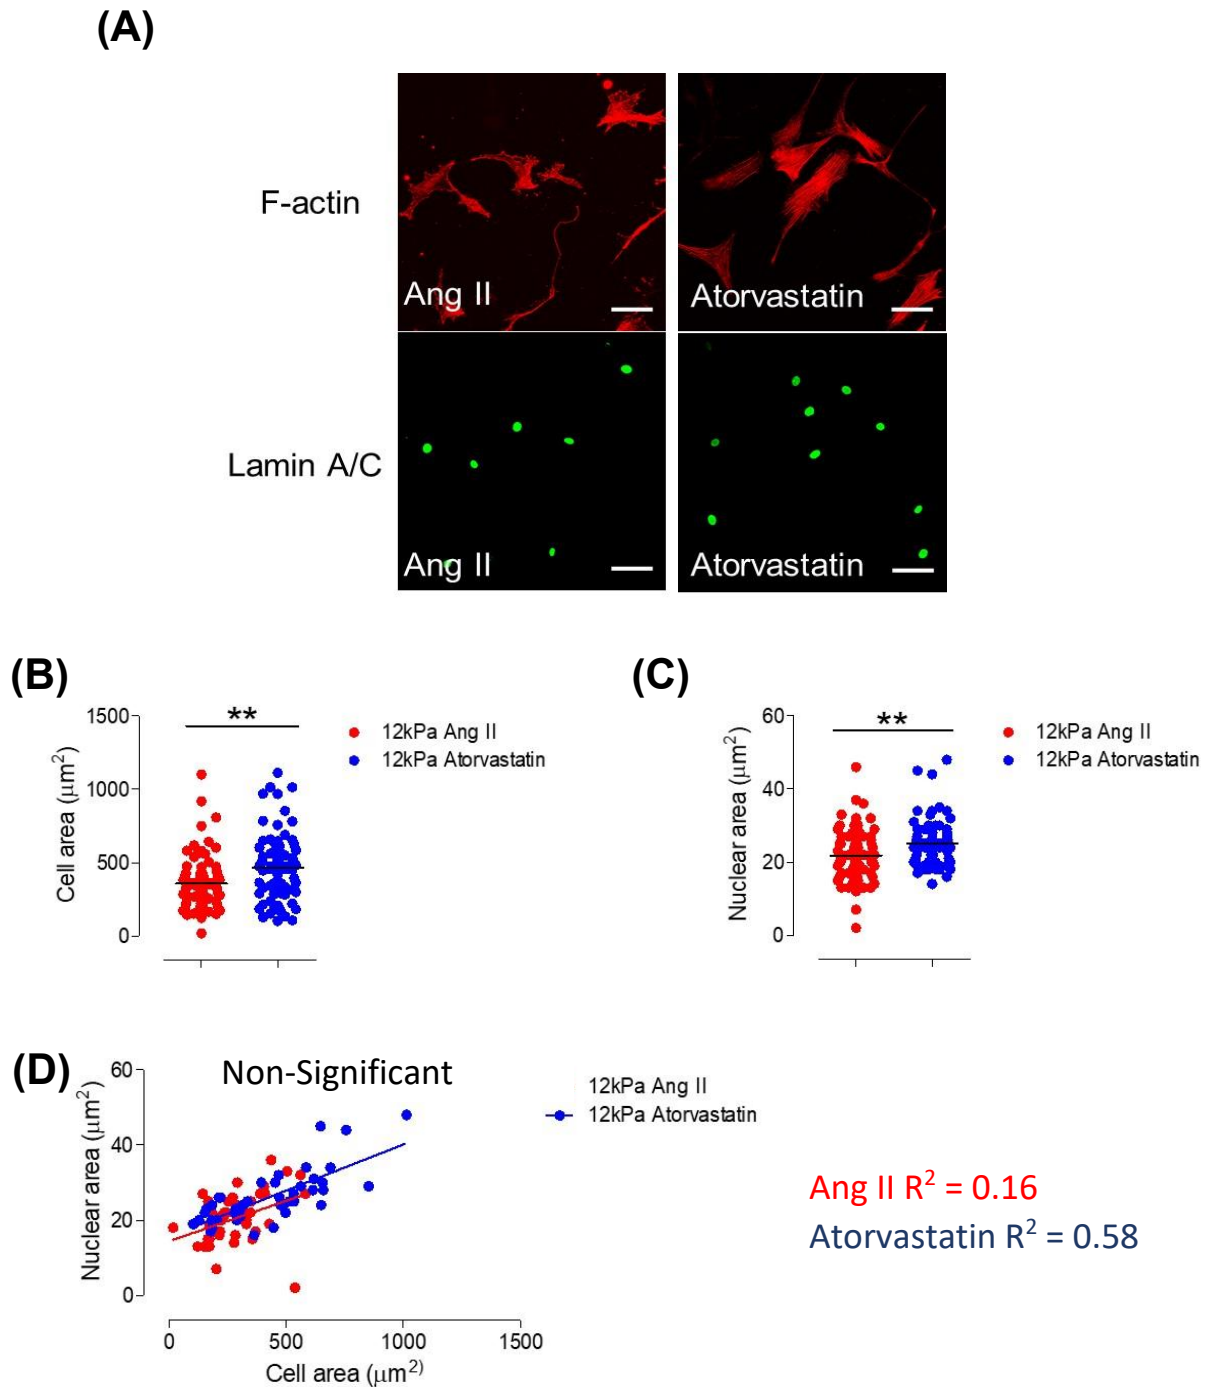 (A)
F-actin
Ang II
Atorvastatin
Lamin A/C
Ang II
Atorvastatin
(B)
Cell area (μm²)
1500
1000
500
0
**
12kPa Ang II
12kPa Atorvastatin
(C)
Nuclear area (μm²)
60
40
20
0
**
12kPa Ang II
12kPa Atorvastatin
(D)
Non-Significant
Nuclear area (μm²)
60
40
20
0
0 500 1000 1500
Cell area (μm²⁾
12kPa Ang II
12kPa Atorvastatin
Ang II R² = 0.16
Atorvastatin R² = 0.58